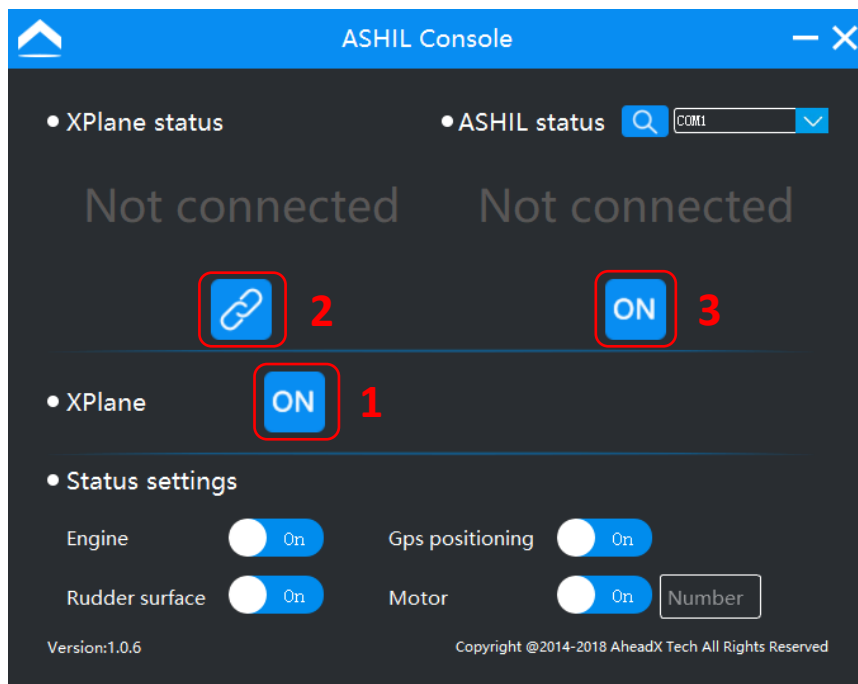 ASHIL Console
XPlane status
ASHIL status COM1
Not connected Not connected
2 ON 3
XPlane ON 1
Status settings
Engine On Gps positioning On
Rudder surface On Motor On Number
Version:1.0.6 Copyright @2014-2018 AheadX Tech All Rights Reserved